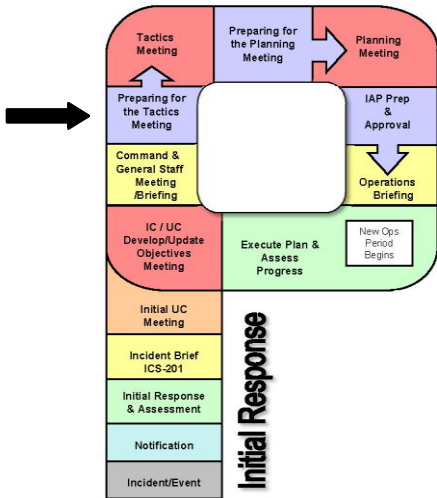 Tactics
Meeting
Preparing for
the Planning
Meeting
Planning
Meeting
Preparing for
the Tactics
Meeting
IAP Prep
&
Approval
Command &
General Staff
Meeting
/Briefing
Operations
Briefing
IC / UC
Develop/Update
Objectives
Meeting
Execute Plan &
Assess
Progress
New Ops
Period
Begins
Initial UC
Meeting
Incident Brief
ICS-201
Initial Response
& Assessment
Notification
Incident/Event
Initial Response